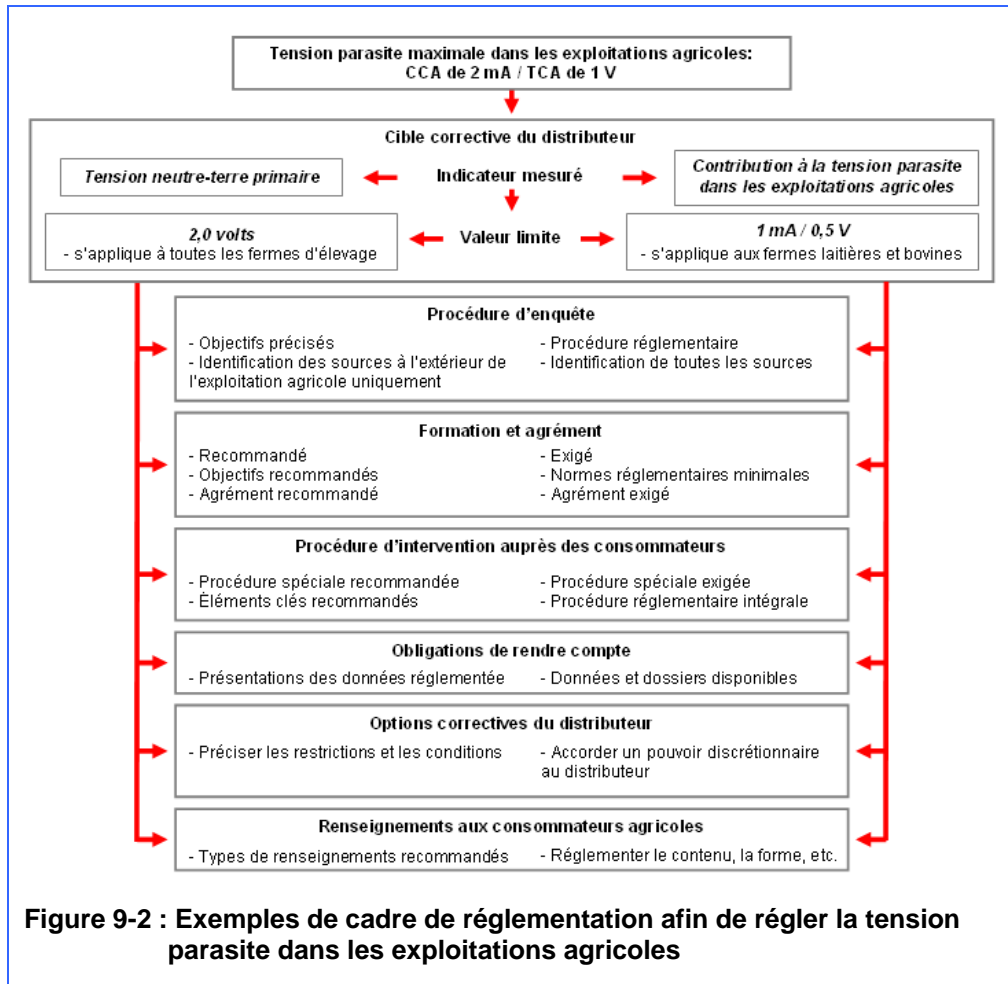 Tension parasite maximale dans les exploitations agricoles:
CCA de 2 mA / TCA de 1 V
Cible corrective du distributeur
Tension neutre-terre primaire
Indicateur mesuré
Contribution à la tension parasite
dans les exploitations agricoles
2,0 volts
- s'applique à toutes les fermes d'élevage
Valeur limite
1 mA / 0,5 V
- s'applique aux fermes laitières et bovines
Procédure d'enquête
- Objectifs précisés
- Identification des sources à l'extérieur de
l'exploitation agricole uniquement
- Procédure réglementaire
- Identification de toutes les sources
Formation et agrément
- Recommandé
- Objectifs recommandés
- Agrément recommandé
- Exigé
- Normes réglementaires minimales
- Agrément exigé
Procédure d'intervention auprès des consommateurs
- Procédure spéciale recommandée
- Éléments clés recommandés
- Procédure spéciale exigée
- Procédure réglementaire intégrale
Obligations de rendre compte
- Présentations des données réglementée
- Données et dossiers disponibles
Options correctives du distributeur
- Préciser les restrictions et les conditions
- Accorder un pouvoir discrétionnaire
au distributeur
Renseignements aux consommateurs agricoles
- Types de renseignements recommandés
- Réglementer le contenu, la forme, etc.
Figure 9-2 : Exemples de cadre de réglementation afin de régler la tension
parasite dans les exploitations agricoles